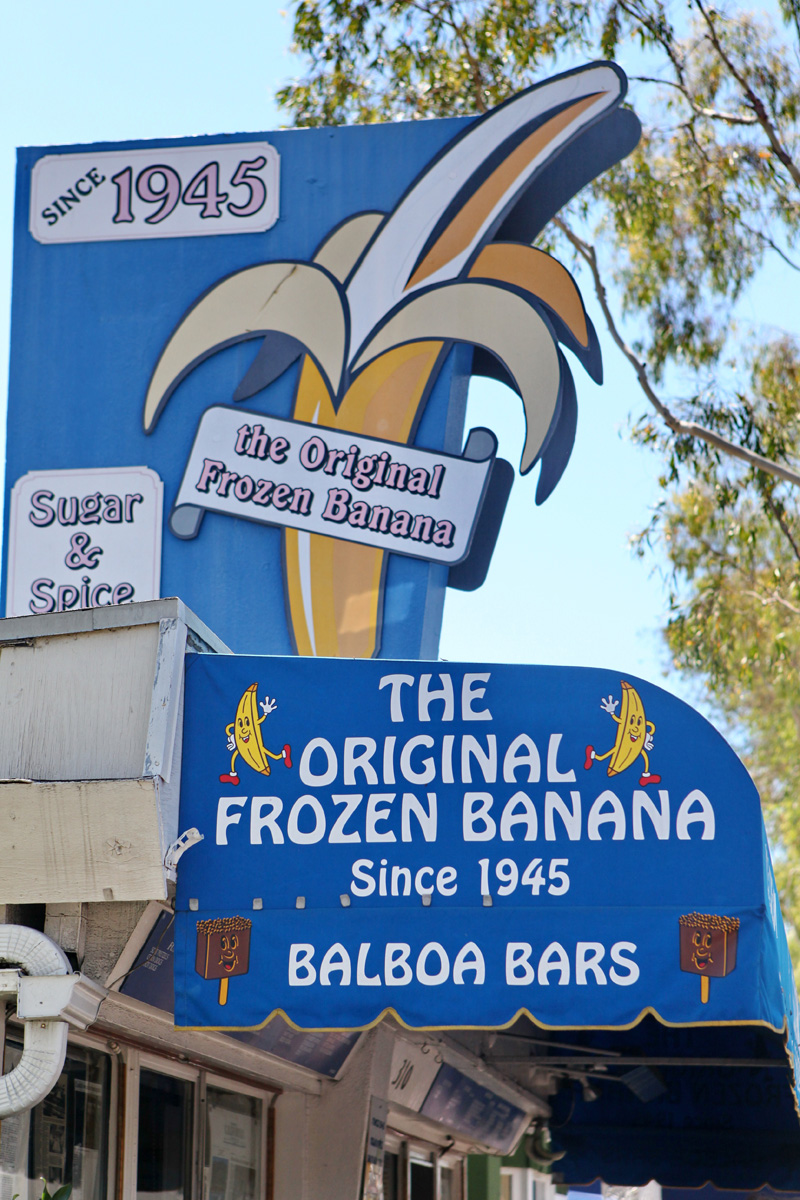 SINCE 1945
the Original
Frozen Banana
Sugar
&
Spice
THE
ORIGINAL
FROZEN BANANA
Since 1945
BALBOA BARS
310